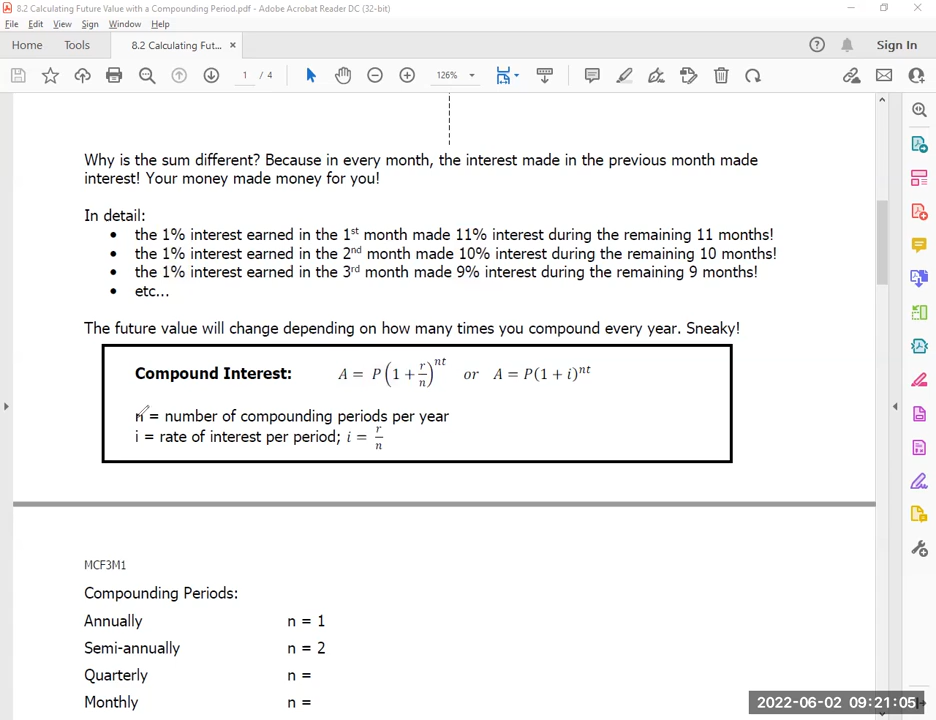 8.2 Calculating Future Value with a Compounding Period.pdf - Adobe Acrobat Reader DC (32-bit)
File Edit View Sign Window Help
Home Tools 8.2 Calculating Fut... × Sign In
1 / 4 126%
Why is the sum different? Because in every month, the interest made in the previous month made
interest! Your money made money for you!
In detail:
• the 1% interest earned in the 1st month made 11% interest during the remaining 11 months!
• the 1% interest earned in the 2nd month made 10% interest during the remaining 10 months!
• the 1% interest earned in the 3rd month made 9% interest during the remaining 9 months!
• etc...
The future value will change depending on how many times you compound every year. Sneaky!
Compound Interest: A = P(1 + r/n)^nt or A = P(1 + i)^nt
n = number of compounding periods per year
i = rate of interest per period; i = r/n
MCF3M1
Compounding Periods:
Annually n = 1
Semi-annually n = 2
Quarterly n =
Monthly n =
2022-06-02 09:21:05